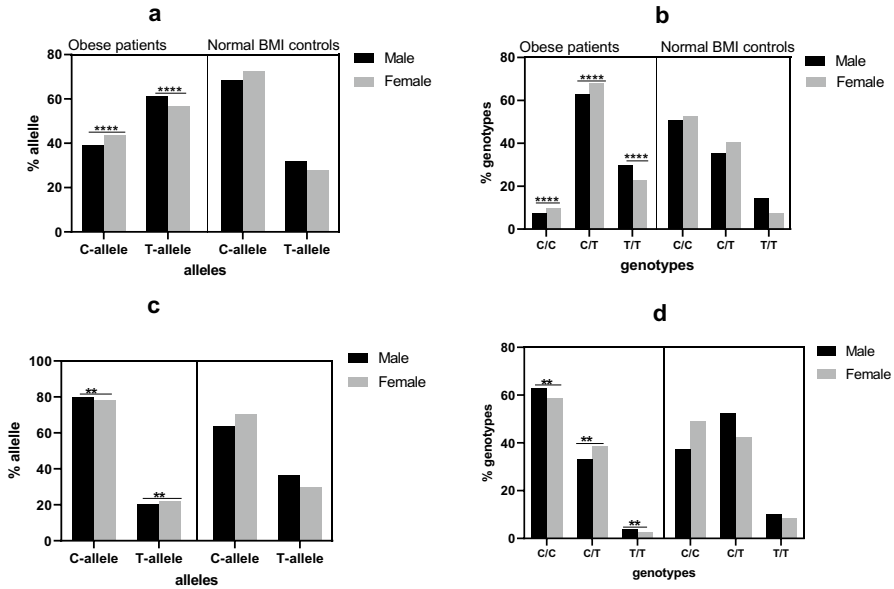 a
Obese patients
Normal BMI controls
Male
Female
80
60
40
20
0
% allelle
****
****
C-allele
T-allele
C-allele
T-allele
alleles
b
Obese patients
Normal BMI controls
Male
Female
80
60
40
20
0
% genotypes
****
****
****
C/C
C/T
T/T
C/C
C/T
T/T
genotypes
c
Male
Female
100
80
60
40
20
0
% allelle
**
**
C-allele
T-allele
C-allele
T-allele
alleles
d
Male
Female
80
60
40
20
0
% genotypes
**
**
**
C/C
C/T
T/T
C/C
C/T
T/T
genotypes